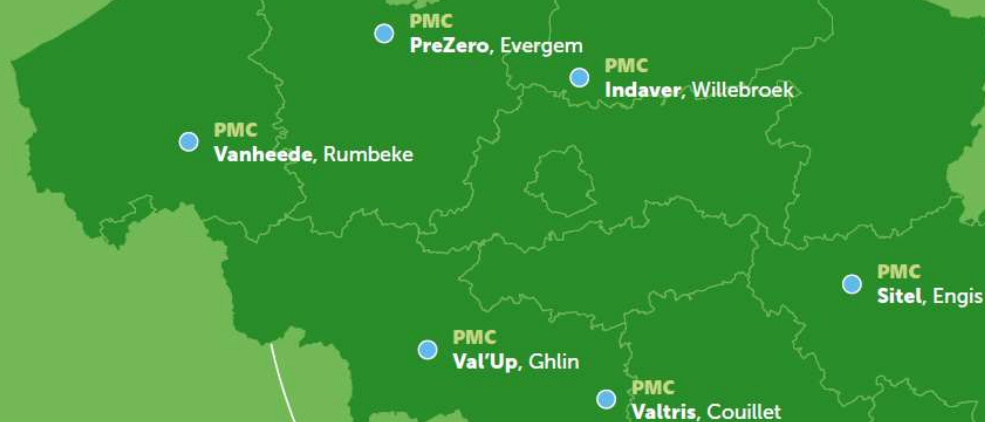 PMC
PreZero, Evergem
PMC
Indaver, Willebroek
PMC
Vanheede, Rumbeke
PMC
Sitel, Engis
PMC
Val'Up, Ghlin
PMC
Valtris, Couillet